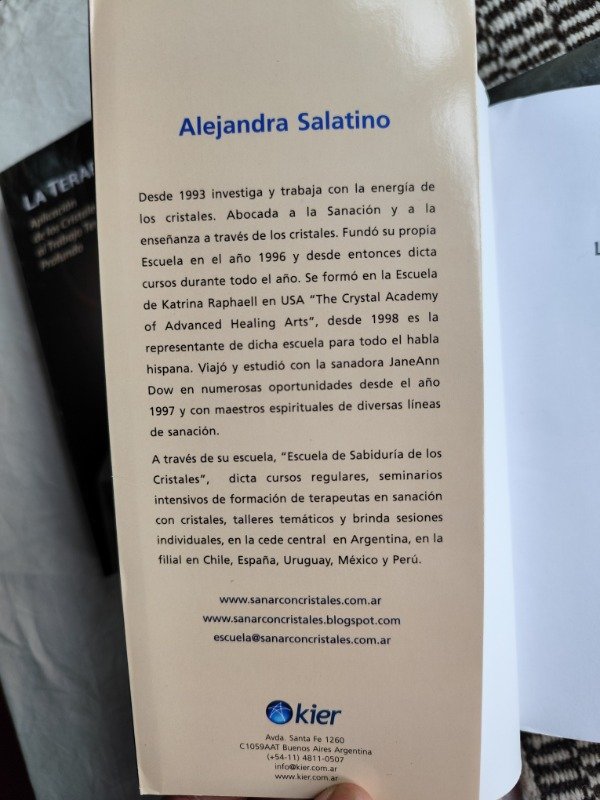 Alejandra Salatino
Desde 1993 investiga y trabaja con la energía de
los cristales. Abocada a la Sanación y a la
enseñanza a través de los cristales. Fundó su propia
Escuela en el año 1996 y desde entonces dicta
cursos durante todo el año. Se formó en la Escuela
de Katrina Raphaell en USA “The Crystal Academy
of Advanced Healing Arts”, desde 1998 es la
representante de dicha escuela para todo el habla
hispana. Viajó y estudió con la sanadora JaneAnn
Dow en numerosas oportunidades desde el año
1997 y con maestros espirituales de diversas líneas
de sanación.
A través de su escuela, “Escuela de Sabiduría de los
Cristales”, dicta cursos regulares, seminarios
intensivos de formación de terapeutas en sanación
con cristales, talleres temáticos y brinda sesiones
individuales, en la cede central en Argentina, en la
filial en Chile, España, Uruguay, México y Perú.
www.sanarconcristales.com.ar
www.sanarconcristales.blogspot.com
escuela@sanarconcristales.com.ar
kier
Avda. Santa Fe 1260
C1059AAT Buenos Aires Argentina
(+54-11) 4811-0507
info@kier.com.ar
www.kier.com.ar
LA
Aplicación
de los
al Trabajo
Profundo
L